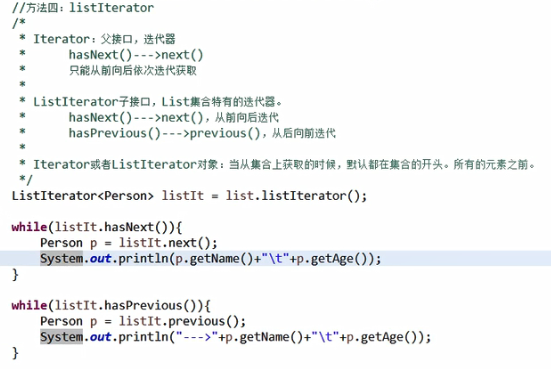 //方法四：listIterator
/*
 * Iterator：父接口，迭代器
 *      hasNext()--->next()
 *      只能从前向后依次迭代获取
 *
 * ListIterator子接口，List集合特有的迭代器。
 *      hasNext()--->next()，从前向后迭代
 *      hasPrevious()--->previous()，从后向前迭代
 *
 * Iterator或者ListIterator对象：当从集合上获取的时候，默认都在集合的开头。所有的元素之前。
 */
ListIterator<Person> listIt = list.listIterator();
while(listIt.hasNext()){
    Person p = listIt.next();
    System.out.println(p.getName()+"\t"+p.getAge());
}
while(listIt.hasPrevious()){
    Person p = listIt.previous();
    System.out.println("--->"+p.getName()+"\t"+p.getAge());
}